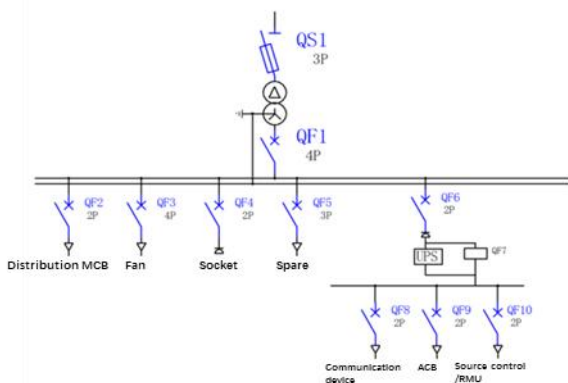 QS1
3P
QF1
4P
QF2
2P
QF3
4P
QF4
2P
QF5
3P
QF6
2P
Distribution MCB
Fan
Socket
Spare
UPS
QF7
QF8
2P
QF9
2P
QF10
2P
Communication
device
ACB
Source control
/RMU